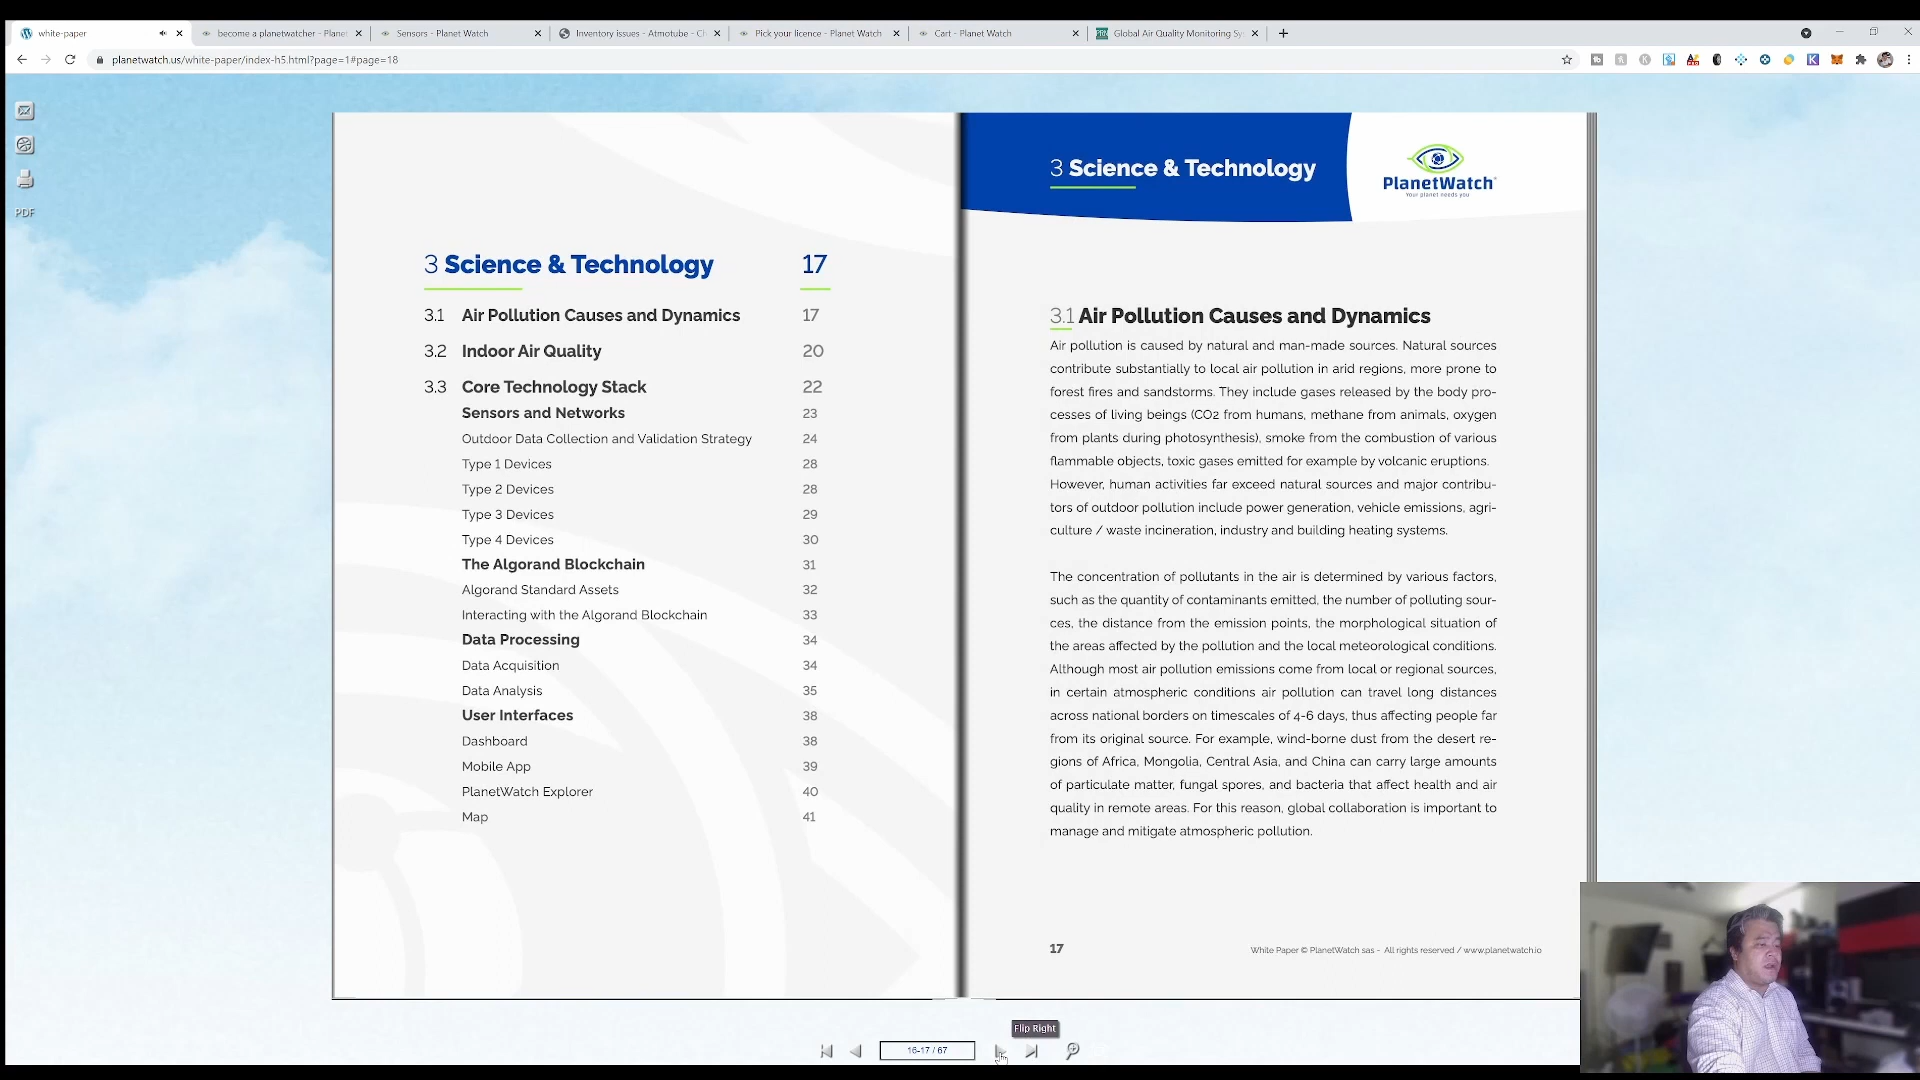 white-paper
become a planetwatcher - Planet
Sensors - Planet Watch
Inventory issues - Atmotube - Ch
Pick your licence - Planet Watch
Cart - Planet Watch
Global Air Quality Monitoring Sy
planetwatch.us/white-paper/index-h5.html?page=1#page=18
PDF
3 Science & Technology 17
3.1 Air Pollution Causes and Dynamics 17
3.2 Indoor Air Quality 20
3.3 Core Technology Stack 22
Sensors and Networks 23
Outdoor Data Collection and Validation Strategy 24
Type 1 Devices 28
Type 2 Devices 28
Type 3 Devices 29
Type 4 Devices 30
The Algorand Blockchain 31
Algorand Standard Assets 32
Interacting with the Algorand Blockchain 33
Data Processing 34
Data Acquisition 34
Data Analysis 35
User Interfaces 38
Dashboard 38
Mobile App 39
PlanetWatch Explorer 40
Map 41
3 Science & Technology
PlanetWatch
Your planet needs you
3.1 Air Pollution Causes and Dynamics
Air pollution is caused by natural and man-made sources. Natural sources
contribute substantially to local air pollution in arid regions, more prone to
forest fires and sandstorms. They include gases released by the body pro-
cesses of living beings (CO2 from humans, methane from animals, oxygen
from plants during photosynthesis), smoke from the combustion of various
flammable objects, toxic gases emitted for example by volcanic eruptions.
However, human activities far exceed natural sources and major contribu-
tors of outdoor pollution include power generation, vehicle emissions, agri-
culture / waste incineration, industry and building heating systems.
The concentration of pollutants in the air is determined by various factors,
such as the quantity of contaminants emitted, the number of polluting sour-
ces, the distance from the emission points, the morphological situation of
the areas affected by the pollution and the local meteorological conditions.
Although most air pollution emissions come from local or regional sources,
in certain atmospheric conditions air pollution can travel long distances
across national borders on timescales of 4-6 days, thus affecting people far
from its original source. For example, wind-borne dust from the desert re-
gions of Africa, Mongolia, Central Asia, and China can carry large amounts
of particulate matter, fungal spores, and bacteria that affect health and air
quality in remote areas. For this reason, global collaboration is important to
manage and mitigate atmospheric pollution.
17
White Paper © PlanetWatch sas - All rights reserved / www.planetwatch.io
Flip Right
16-17 / 67